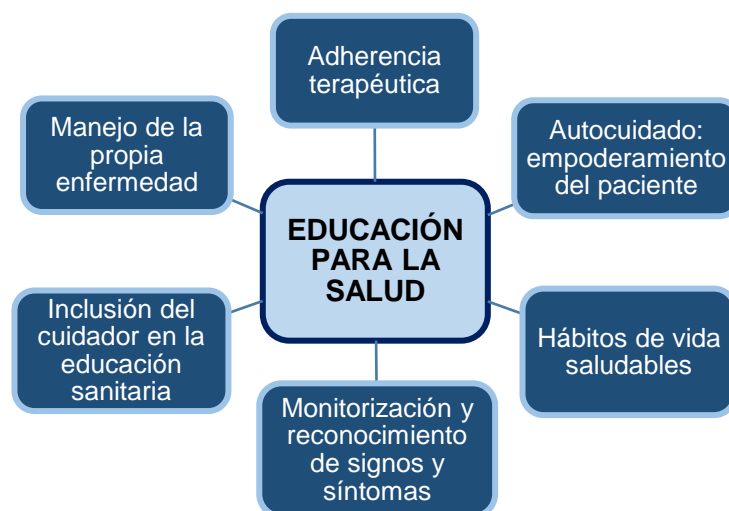 Adherencia
terapéutica
Manejo de la
propia
enfermedad
Autocuidado:
empoderamiento
del paciente
EDUCACIÓN
PARA LA
SALUD
Inclusión del
cuidador en la
educación
sanitaria
Hábitos de vida
saludables
Monitorización y
reconocimiento
de signos y
síntomas